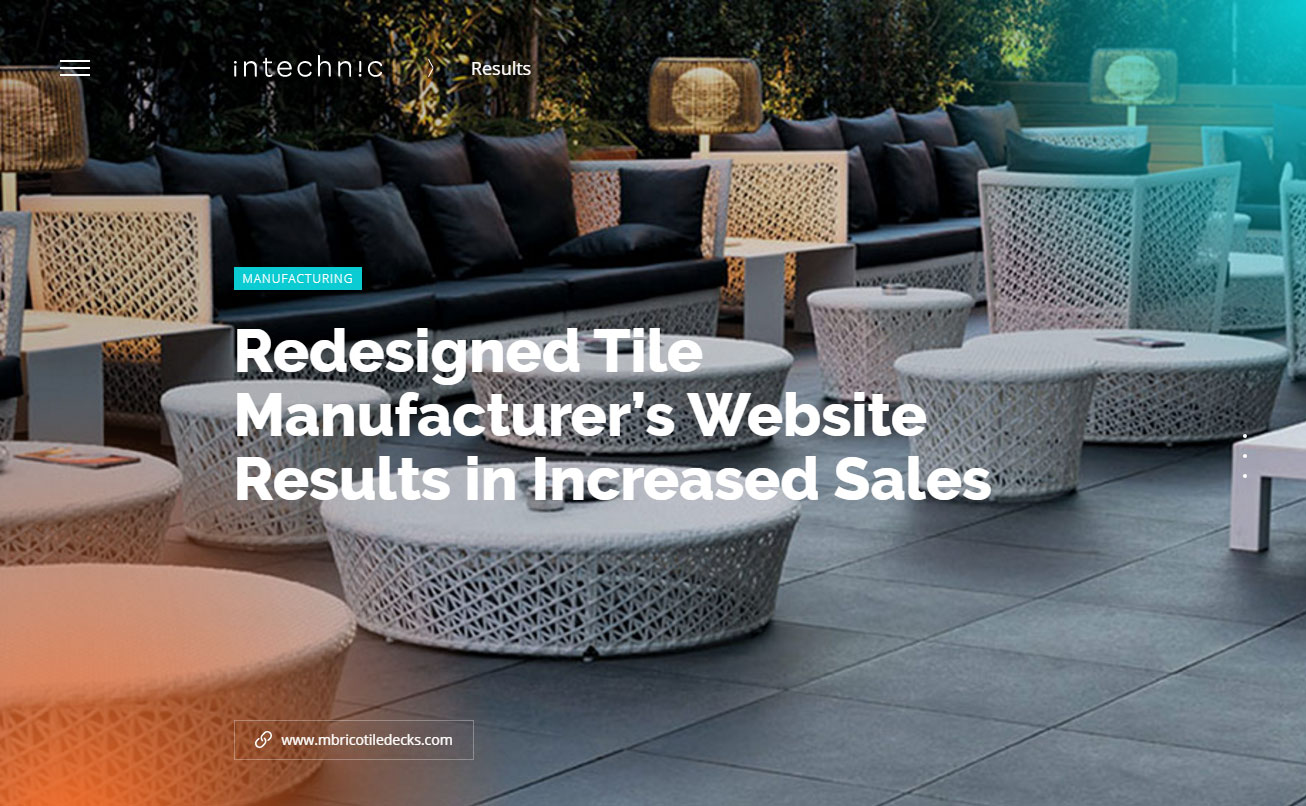 intechnic
Results
MANUFACTURING
Redesigned Tile
Manufacturer’s Website
Results in Increased Sales
www.mbricotiledecks.com